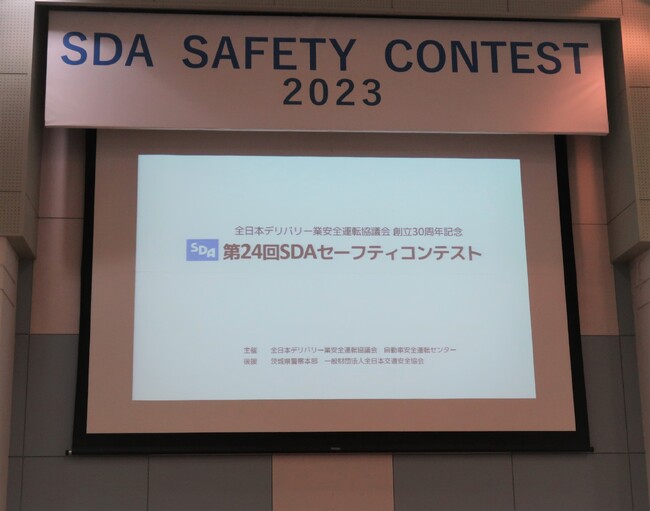 SDA SAFETY CONTEST
2023
全日本デリバリー業安全運転協議会 創立30周年記念
SDA 第24回SDAセーフティコンテスト
主催 全日本デリバリー業安全運転協議会 自動車安全運転センター
後援 茨城県警察本部 一般財団法人全日本交通安全協会